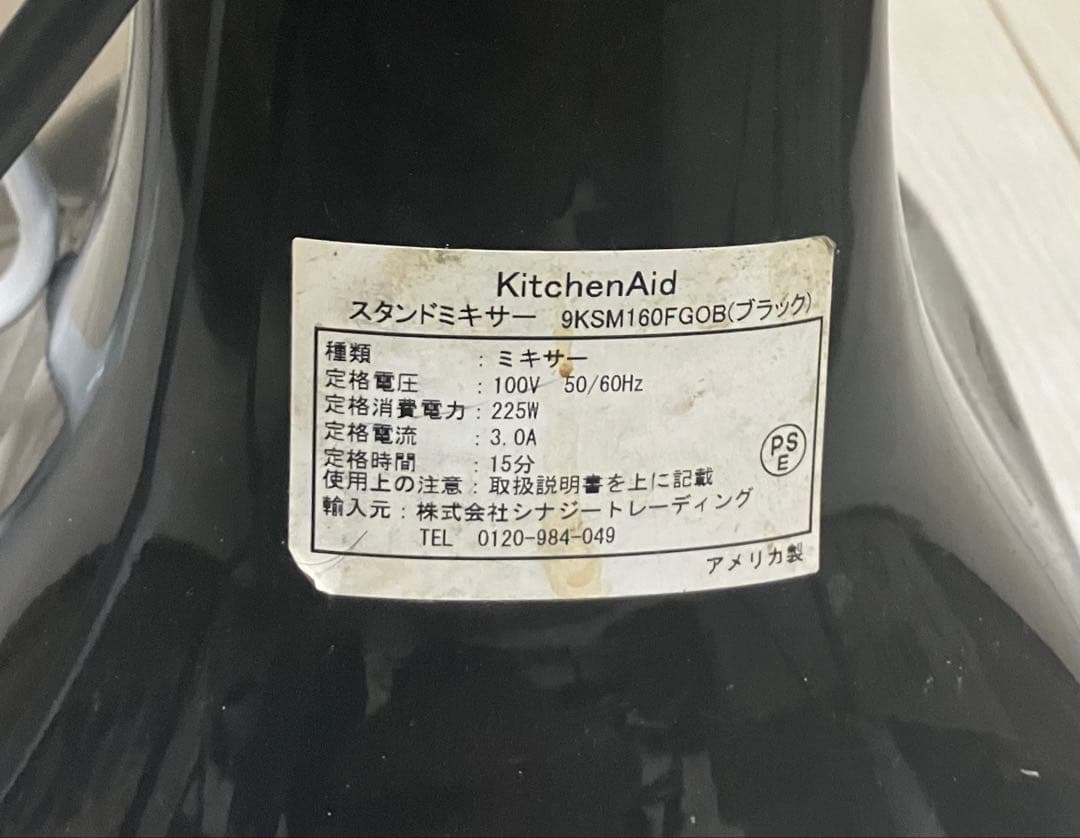 KitchenAid
スタンドミキサー 9KSM160FGOB(ブラック)
種類 : ミキサー
定格電圧 : 100V 50/60Hz
定格消費電力 : 225W
定格電流 : 3.0A
定格時間 : 15分
使用上の注意 : 取扱説明書を上に記載
輸入元 : 株式会社シナジートレーディング
TEL 0120-984-049
PS
E
アメリカ製